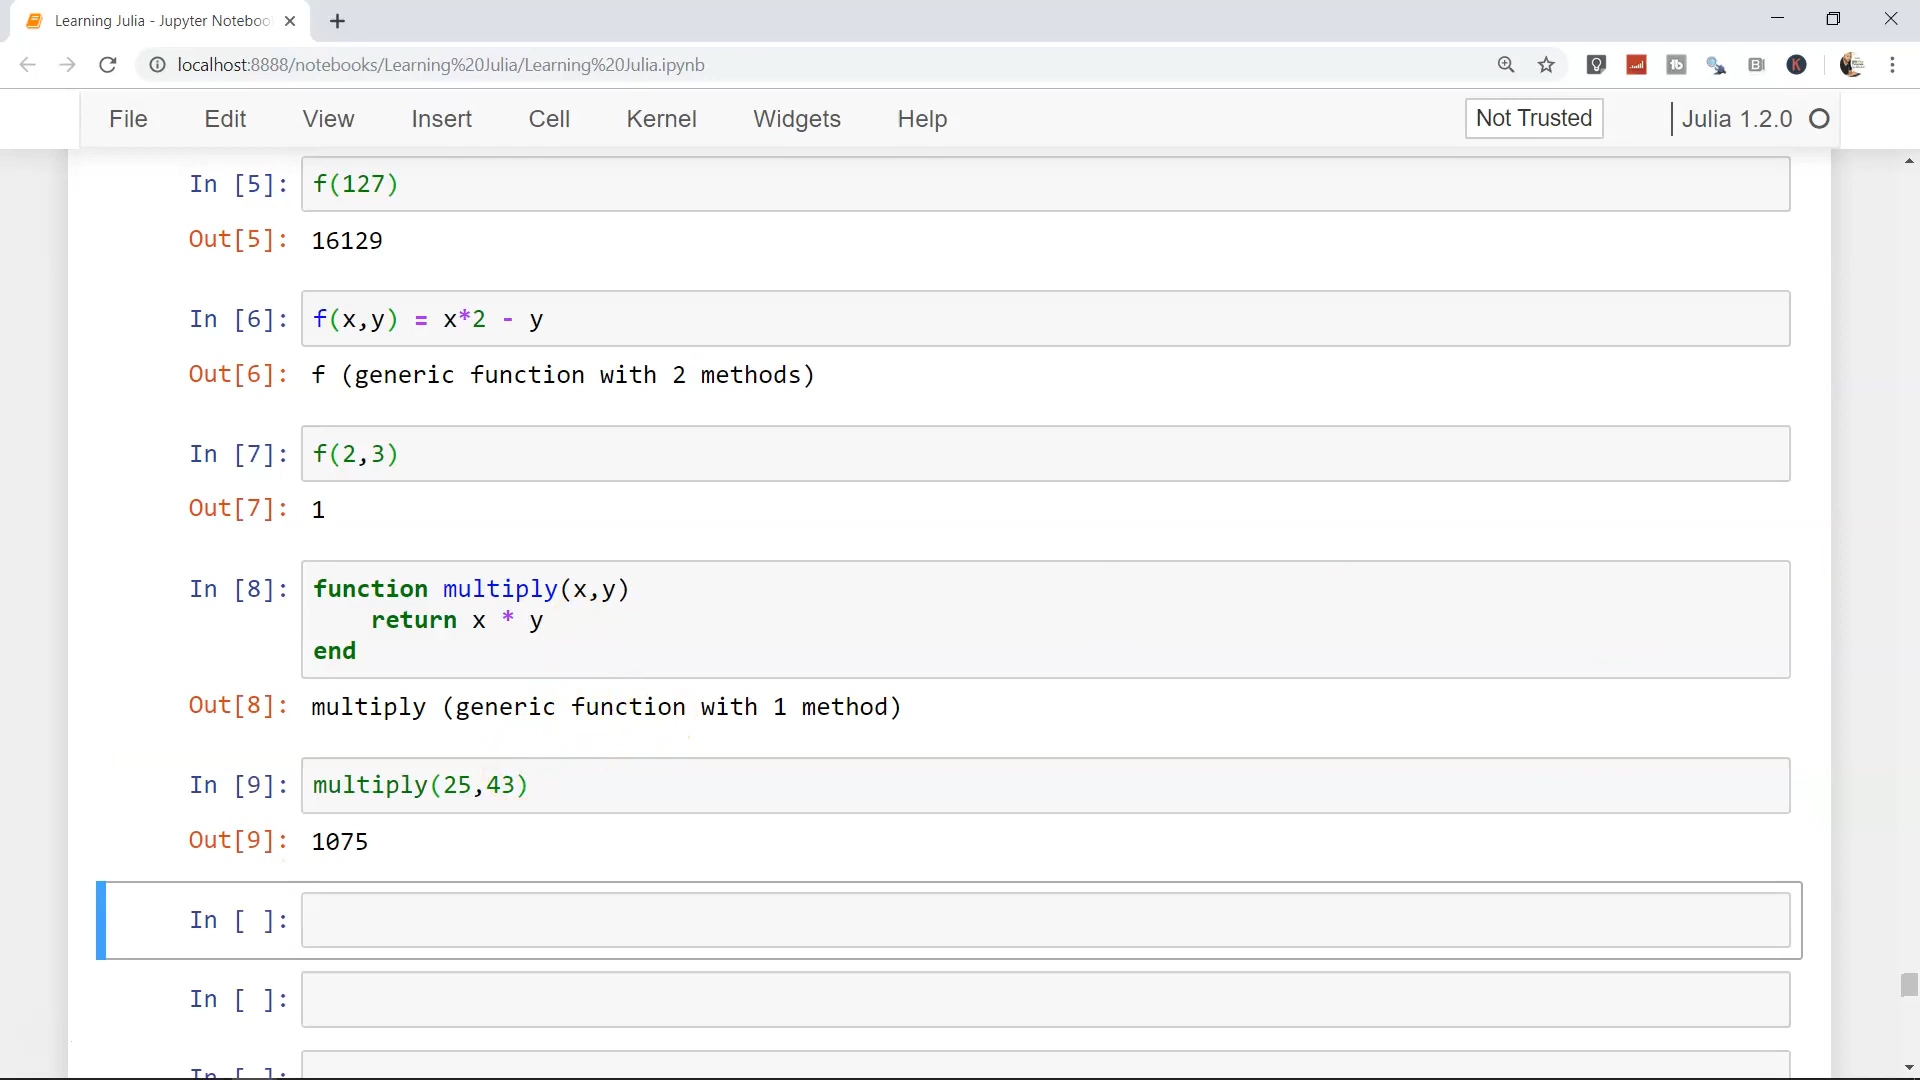 Learning Julia - Jupyter Noteboo
localhost:8888/notebooks/Learning%20Julia/Learning%20Julia.ipynb
File Edit View Insert Cell Kernel Widgets Help Not Trusted Julia 1.2.0
In [5]: f(127)
Out[5]: 16129
In [6]: f(x,y) = x*2 - y
Out[6]: f (generic function with 2 methods)
In [7]: f(2,3)
Out[7]: 1
In [8]: function multiply(x,y)
return x * y
end
Out[8]: multiply (generic function with 1 method)
In [9]: multiply(25,43)
Out[9]: 1075
In [ ]:
In [ ]:
In [ ]: